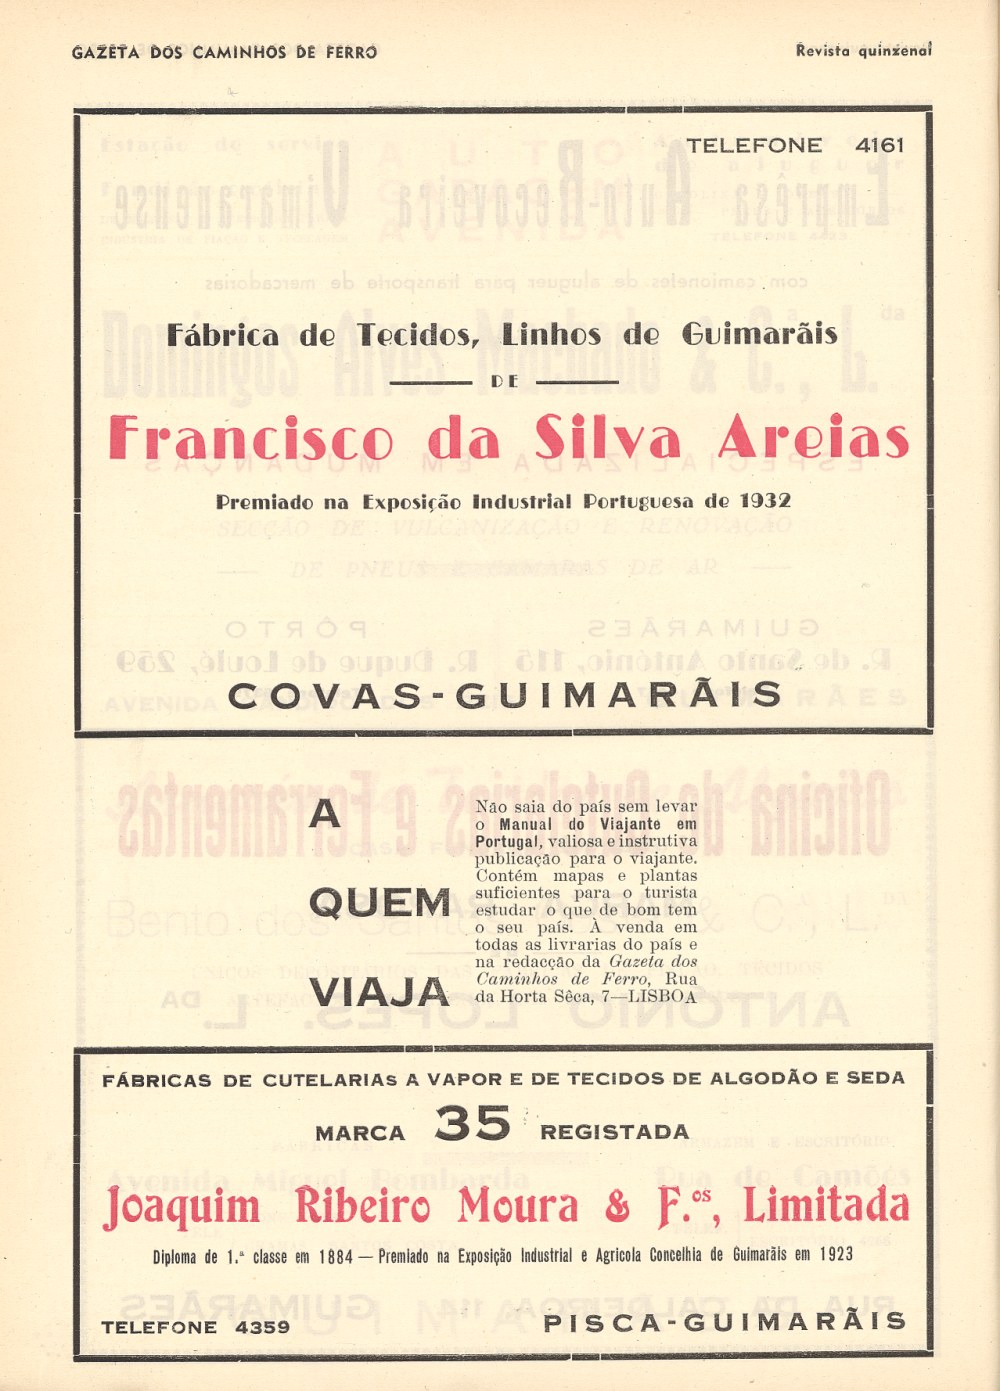 GAZETA DOS CAMINHOS DE FERRO
Revista quinzenal
TELEFONE 4161
Fábrica de Tecidos, Linhos de Guimarãis
DE
Francisco da Silva Areias
Premiado na Exposição Industrial Portuguesa de 1932
COVAS-GUIMARÃIS
A
QUEM
VIAJA
Não saia do país sem levar
o Manual do Viajante em
Portugal, valiosa e instrutiva
publicação para o viajante.
Contém mapas e plantas
suficientes para o turista
estudar o que de bom tem
o seu país. À venda em
todas as livrarias do país e
na redacção da Gazeta dos
Caminhos de Ferro, Rua
da Horta Sêca, 7—LISBOA
FÁBRICAS DE CUTELARIAS A VAPOR E DE TECIDOS DE ALGODÃO E SEDA
MARCA 35 REGISTADA
Joaquim Ribeiro Moura & F.os, Limitada
Diploma de 1.ª classe em 1884 — Premiado na Exposição Industrial e Agricola Concelhia de Guimarãis em 1923
TELEFONE 4359
PISCA-GUIMARÃIS